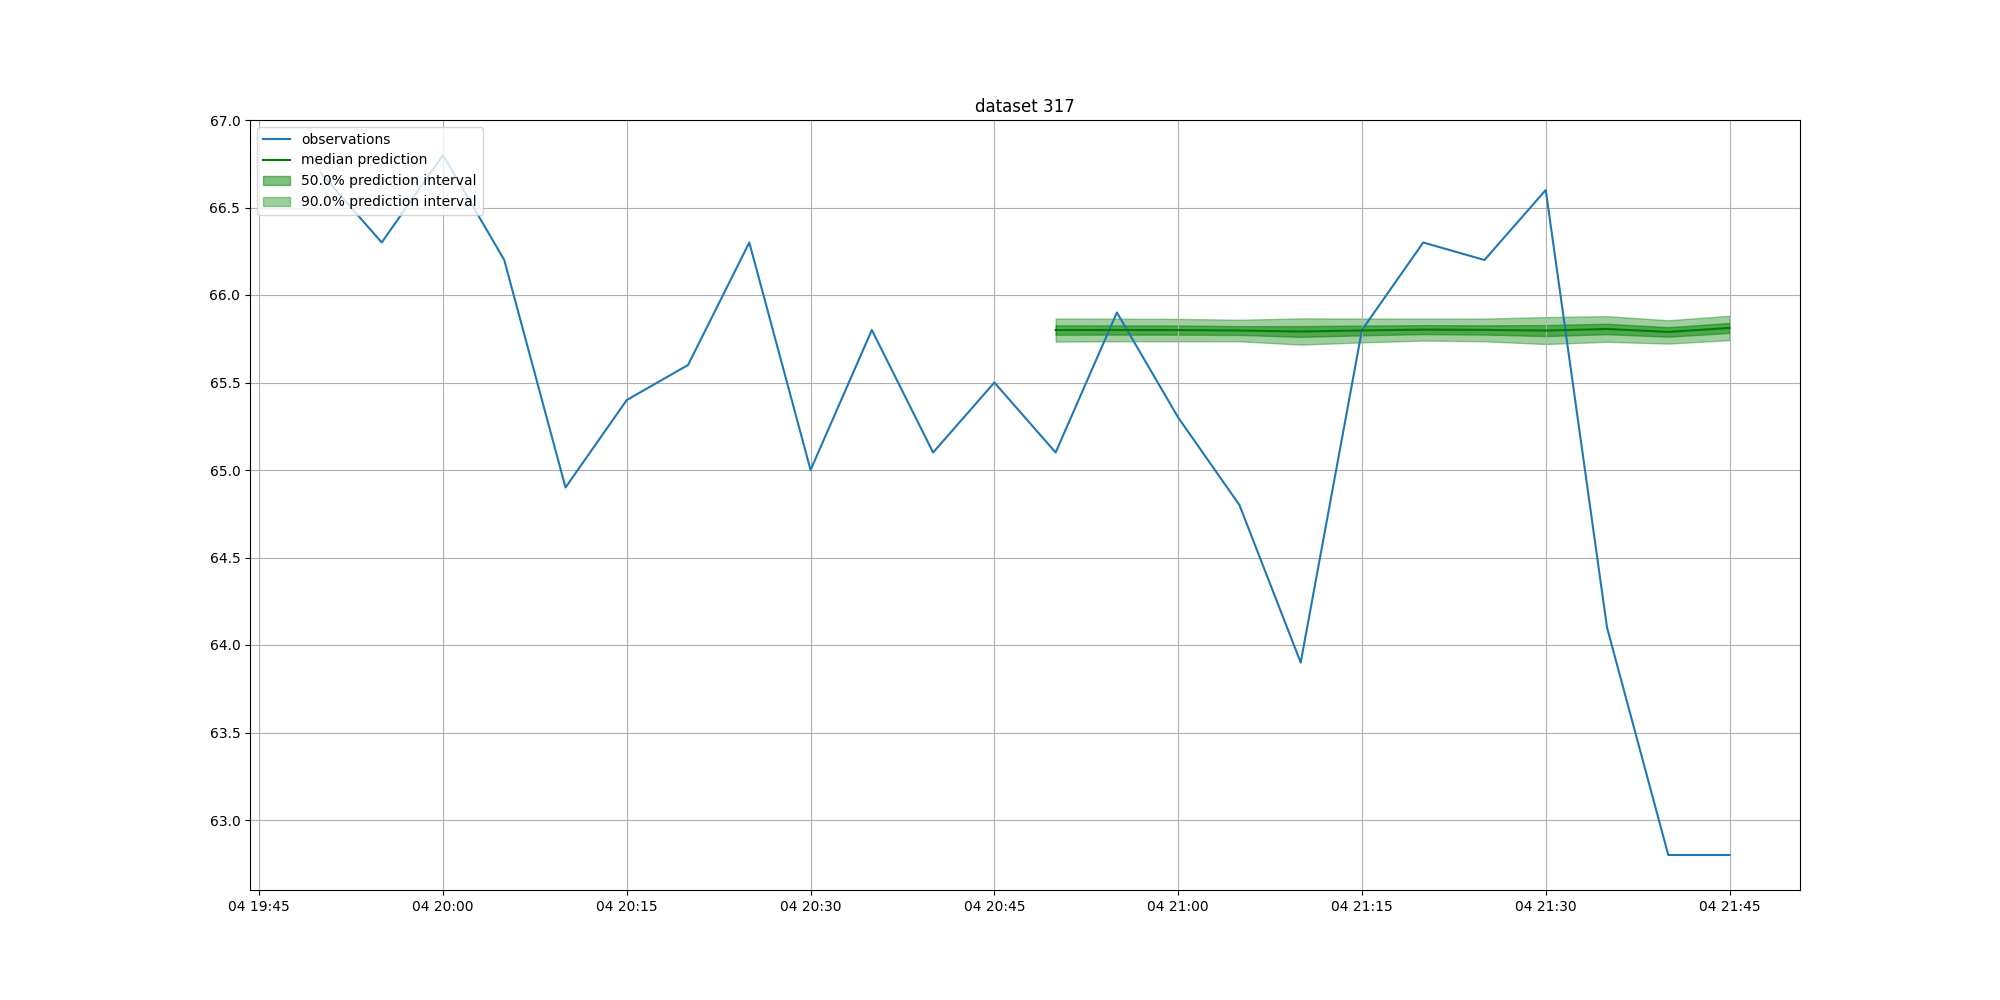 dataset 317
67.0
observations
median prediction
50.0% prediction interval
90.0% prediction interval
66.5
66.0
65.5
65.0
64.5
64.0
63.5
63.0
04 19:45 04 20:00 04 20:15 04 20:30 04 20:45 04 21:00 04 21:15 04 21:30 04 21:45